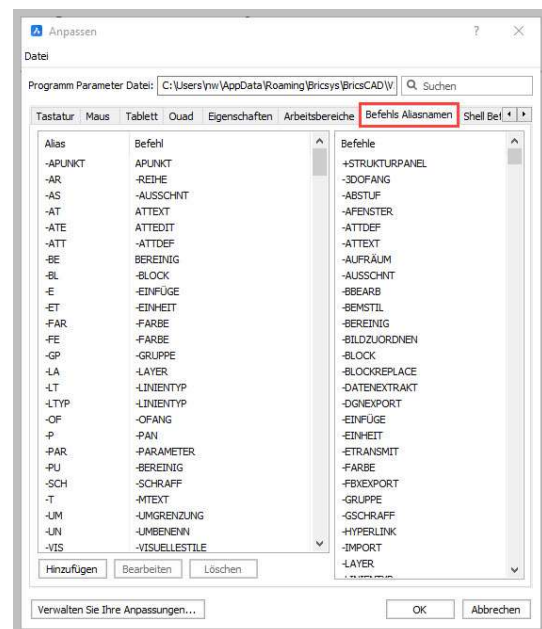 Anpassen
Datei
Programm Parameter Datei: C:\Users\nw\AppData\Roaming\Bricsys\BricsCAD\V Suchen
Tastatur Maus Tablett Quad Eigenschaften Arbeitsbereiche Befehls Aliasnamen Shell Bef
Alias Befehl
-APUNKT APUNKT
-AR -REIHE
-AS -AUSSCHNT
-AT ATTEXT
-ATE ATTEDIT
-ATT -ATTDEF
-BE BEREINIG
-BL -BLOCK
-E -EINFÜGE
-ET -EINHEIT
-FAR -FARBE
-FE -FARBE
-GP -GRUPPE
-LA -LAYER
-LT -LINIENTYP
-LTYP -LINIENTYP
-OF -OFANG
-P -PAN
-PAR -PARAMETER
-PU -BEREINIG
-SCH -SCHRAFF
-T -MTEXT
-UM -UMGRENZUNG
-UN -UMBENENN
-VIS -VISUELLESTILE
Hinzufügen Bearbeiten Löschen
Befehle
+STRUKTURPANEL
-3DOFANG
-ABSTUF
-AFENSTER
-ATTDEF
-ATTEXT
-AUFRÄUM
-AUSSCHNT
-BBEARB
-BEMSTIL
-BEREINIG
-BILDZUORDNEN
-BLOCK
-BLOCKREPLACE
-DATENEXTRAKT
-DGNEXPORT
-EINFÜGE
-EINHEIT
-ETRANSMIT
-FARBE
-FBXEXPORT
-GRUPPE
-GSCHRAFF
-HYPERLINK
-IMPORT
-LAYER
Verwalten Sie Ihre Anpassungen... OK Abbrechen